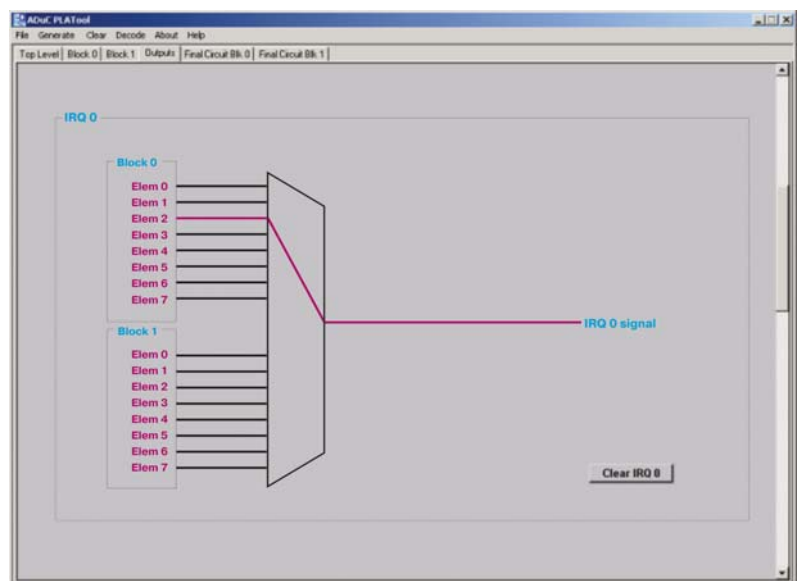 ADuC PLATool
File Generate Clear Decode About Help
Top Level Block 0 Block 1 Outputs Final Circuit Blk 0 Final Circuit Blk 1
IRQ 0
Block 0
Elem 0
Elem 1
Elem 2
Elem 3
Elem 4
Elem 5
Elem 6
Elem 7
IRQ 0 signal
Block 1
Elem 0
Elem 1
Elem 2
Elem 3
Elem 4
Elem 5
Elem 6
Elem 7
Clear IRQ 0